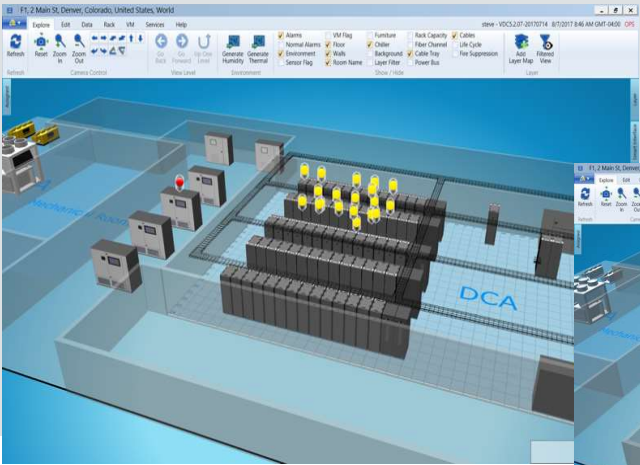 F1, 2 Main St, Denver, Colorado, United States, World
Explore Edit Data Rack VM Services Help
steve - VDCS.2.07-20170714 8/7/2017 8:46 AM GMT-04:00 OPS
Refresh
Reset
Zoom In
Zoom Out
Go Back
Go Forward
Up One Level
Generate Humidity
Generate Thermal
Alarms VM Flag Furniture Rack Capacity Cables
Normal Alarms Floor Chiller Fiber Channel Life Cycle
Environment Walls Background Cable Tray Fire Suppression
Sensor Flag Room Name Layer Filter Power Bus
Add Layer Map
Filtered View
Refresh Camera Control View Level Environment Show / Hide Layer
DCA
F1, 2 Main St, Denver,
Explore Edit
Refresh Reset Zoom In Zoom Out
Refresh